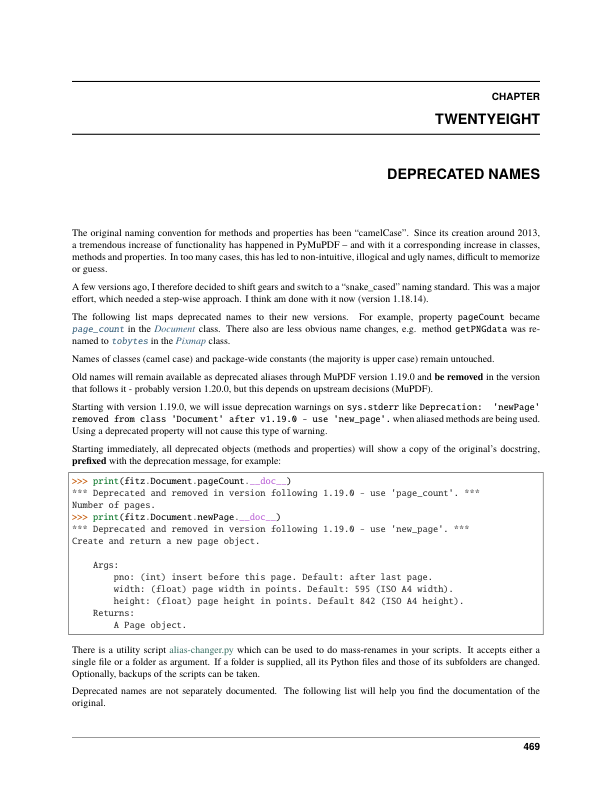 CHAPTER
TWENTYEIGHT
DEPRECATED NAMES
The original naming convention for methods and properties has been “camelCase”. Since its creation around 2013,
a tremendous increase of functionality has happened in PyMuPDF – and with it a corresponding increase in classes,
methods and properties. In too many cases, this has led to non-intuitive, illogical and ugly names, difficult to memorize
or guess.
A few versions ago, I therefore decided to shift gears and switch to a “snake_cased” naming standard. This was a major
effort, which needed a step-wise approach. I think am done with it now (version 1.18.14).
The following list maps deprecated names to their new versions. For example, property pageCount became
page_count in the Document class. There also are less obvious name changes, e.g. method getPNGdata was re-
named to tobytes in the Pixmap class.
Names of classes (camel case) and package-wide constants (the majority is upper case) remain untouched.
Old names will remain available as deprecated aliases through MuPDF version 1.19.0 and be removed in the version
that follows it - probably version 1.20.0, but this depends on upstream decisions (MuPDF).
Starting with version 1.19.0, we will issue deprecation warnings on sys.stderr like Deprecation: 'newPage'
removed from class 'Document' after v1.19.0 - use 'new_page'. when aliased methods are being used.
Using a deprecated property will not cause this type of warning.
Starting immediately, all deprecated objects (methods and properties) will show a copy of the original’s docstring,
prefixed with the deprecation message, for example:
>>> print(fitz.Document.pageCount.__doc__)
*** Deprecated and removed in version following 1.19.0 - use 'page_count'. ***
Number of pages.
>>> print(fitz.Document.newPage.__doc__)
*** Deprecated and removed in version following 1.19.0 - use 'new_page'. ***
Create and return a new page object.
Args:
pno: (int) insert before this page. Default: after last page.
width: (float) page width in points. Default: 595 (ISO A4 width).
height: (float) page height in points. Default 842 (ISO A4 height).
Returns:
A Page object.
There is a utility script alias-changer.py which can be used to do mass-renames in your scripts. It accepts either a
single file or a folder as argument. If a folder is supplied, all its Python files and those of its subfolders are changed.
Optionally, backups of the scripts can be taken.
Deprecated names are not separately documented. The following list will help you find the documentation of the
original.
469